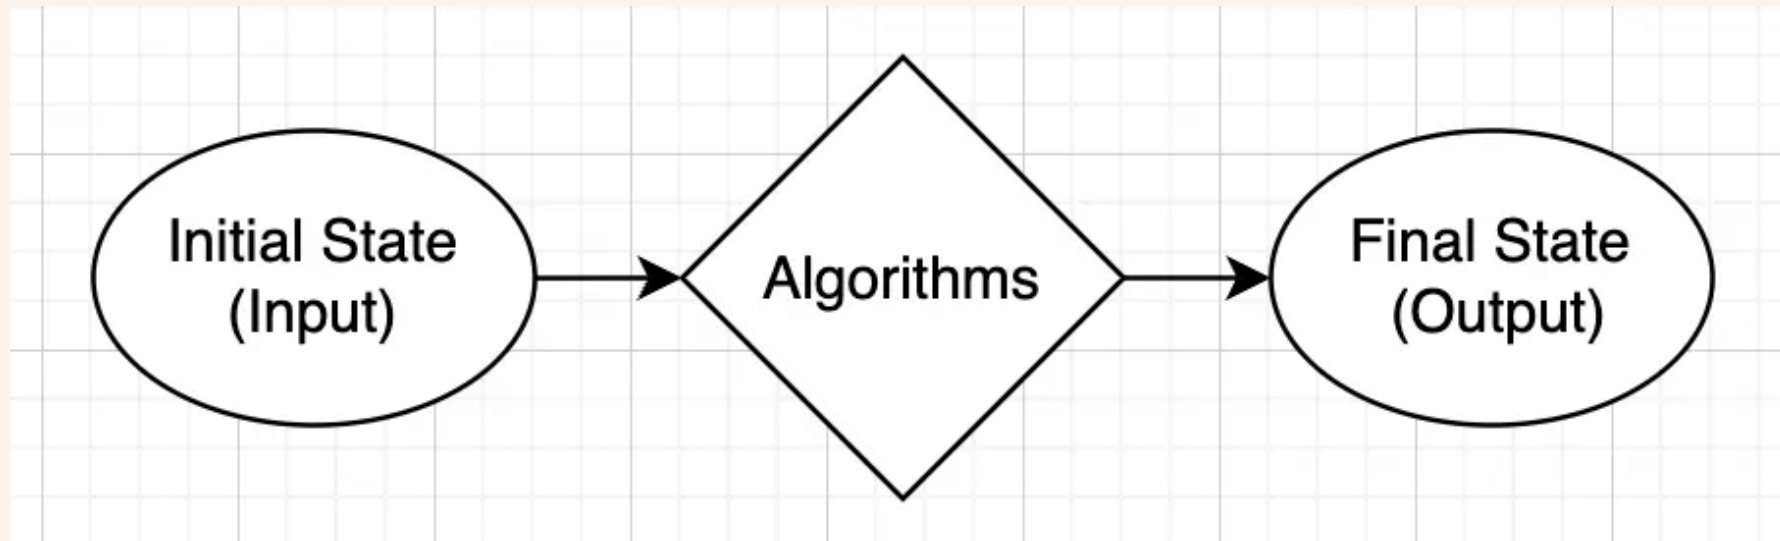 Initial State
(Input)
Algorithms
Final State
(Output)